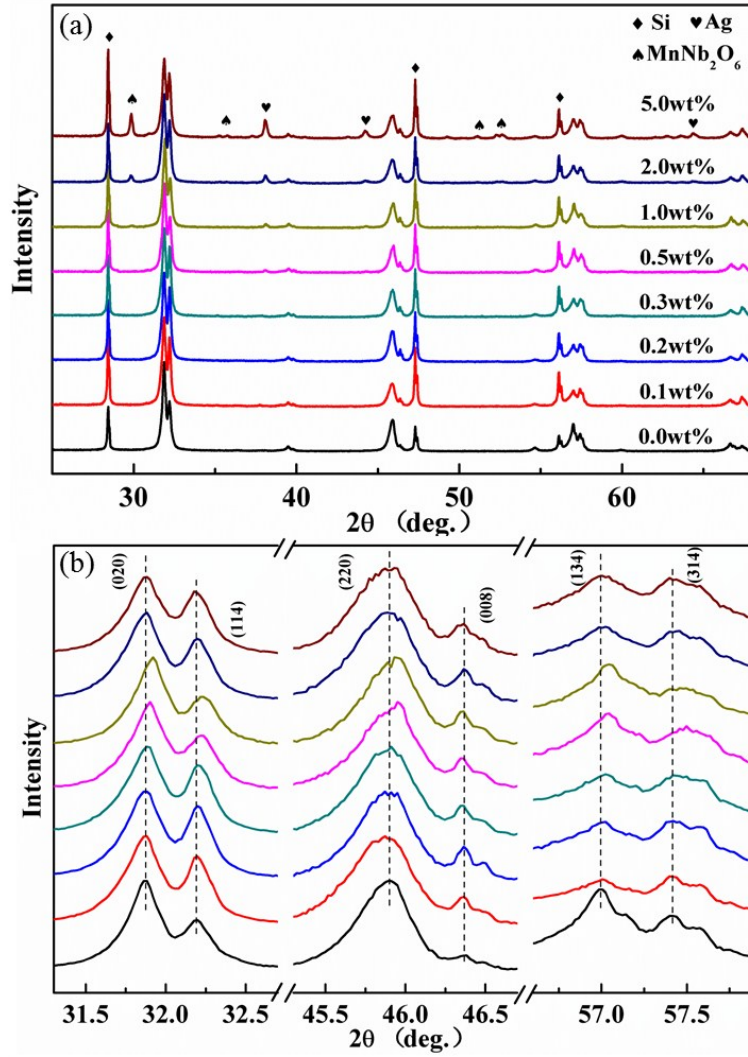 (a)
♦ Si ♥ Ag
♠ MnNb₂O₆
5.0wt%
2.0wt%
1.0wt%
0.5wt%
0.3wt%
0.2wt%
0.1wt%
0.0wt%
Intensity
30 40 50 60
2θ (deg.)
(b)
(020) (114) (220) (008) (134) (314)
Intensity
31.5 32.0 32.5 45.5 46.0 46.5 57.0 57.5
2θ (deg.)